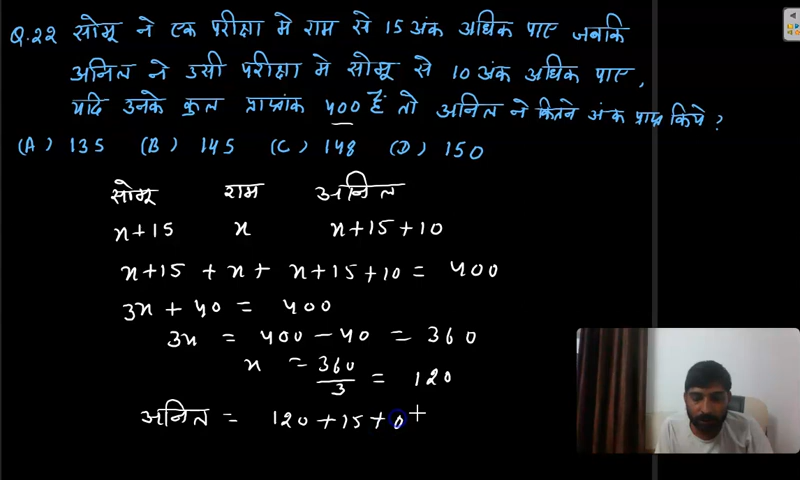 Q.22 सोमू ने एक परीक्षा मे राम से 15 अंक अधिक पाए जबकि
अनिल ने उसी परीक्षा मे सोमू से 10 अंक अधिक पाए,
यदि उनके कुल प्राप्तांक 400 हैं तो अनिल ने कितने अंक प्राप्त किये ?
(A) 135 (B) 145 (C) 148 (D) 150
सोमू राम अनिल
x+15 x x+15+10
x+15 + x + x+15+10 = 400
3x + 40 = 400
3x = 400 - 40 = 360
x = 360/3 = 120
अनिल = 120+15+0